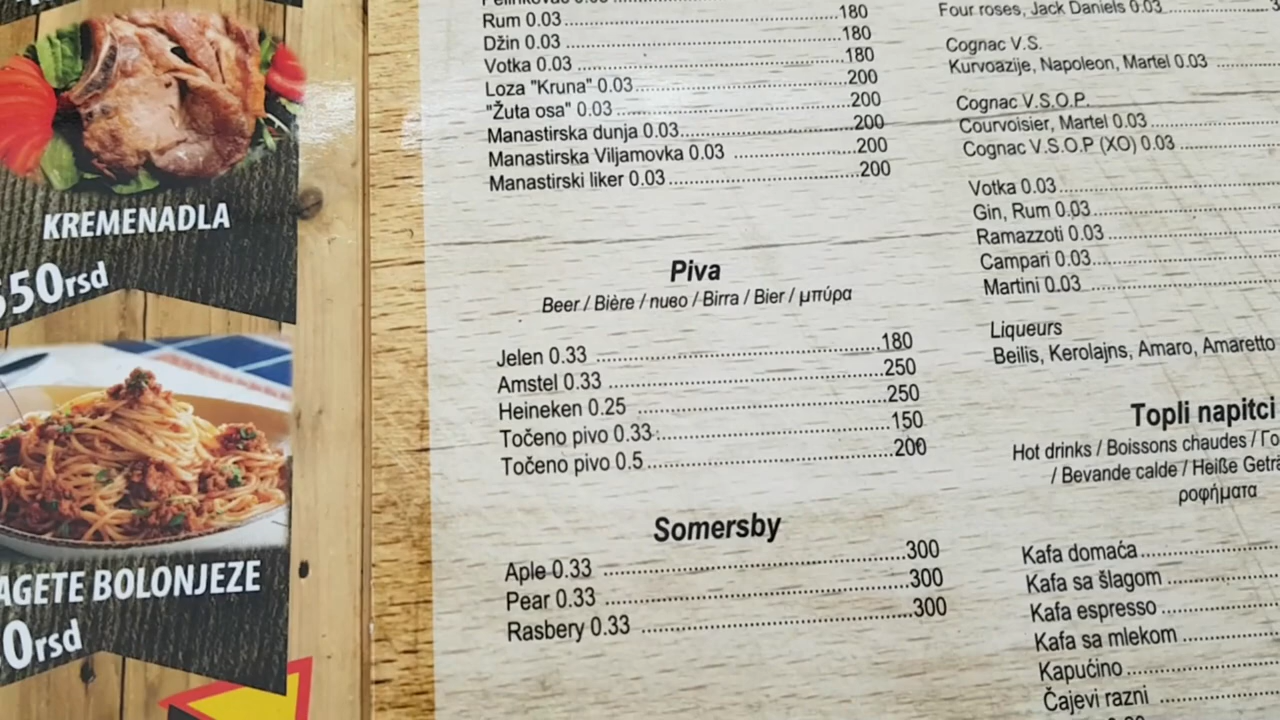 KREMENADLA
50rsd
AGETE BOLONJEZE
0rsd
Rum 0.03 180
Džin 0.03 180
Votka 0.03 180
Loza "Kruna" 0.03 200
"Žuta osa" 0.03 200
Manastirska dunja 0.03 200
Manastirska Viljamovka 0.03 200
Manastirski liker 0.03 200
Piva
Beer / Bière / пиво / Birra / Bier / μπύρα
Jelen 0.33 180
Amstel 0.33 250
Heineken 0.25 250
Točeno pivo 0.33 150
Točeno pivo 0.5 200
Somersby
Aple 0.33 300
Pear 0.33 300
Rasbery 0.33 300
Four roses, Jack Daniels 0.03
Cognac V.S.
Kurvoazije, Napoleon, Martel 0.03
Cognac V.S.O.P.
Courvoisier, Martel 0.03
Cognac V.S.O.P (XO) 0.03
Votka 0.03
Gin, Rum 0.03
Ramazzoti 0.03
Campari 0.03
Martini 0.03
Liqueurs
Beilis, Kerolajns, Amaro, Amaretto
Topli napitci
Hot drinks / Boissons chaudes /
/ Bevande calde / Heiße
ροφήματα
Kafa domaća
Kafa sa šlagom
Kafa espresso
Kafa sa mlekom
Kapućino
Čajevi razni